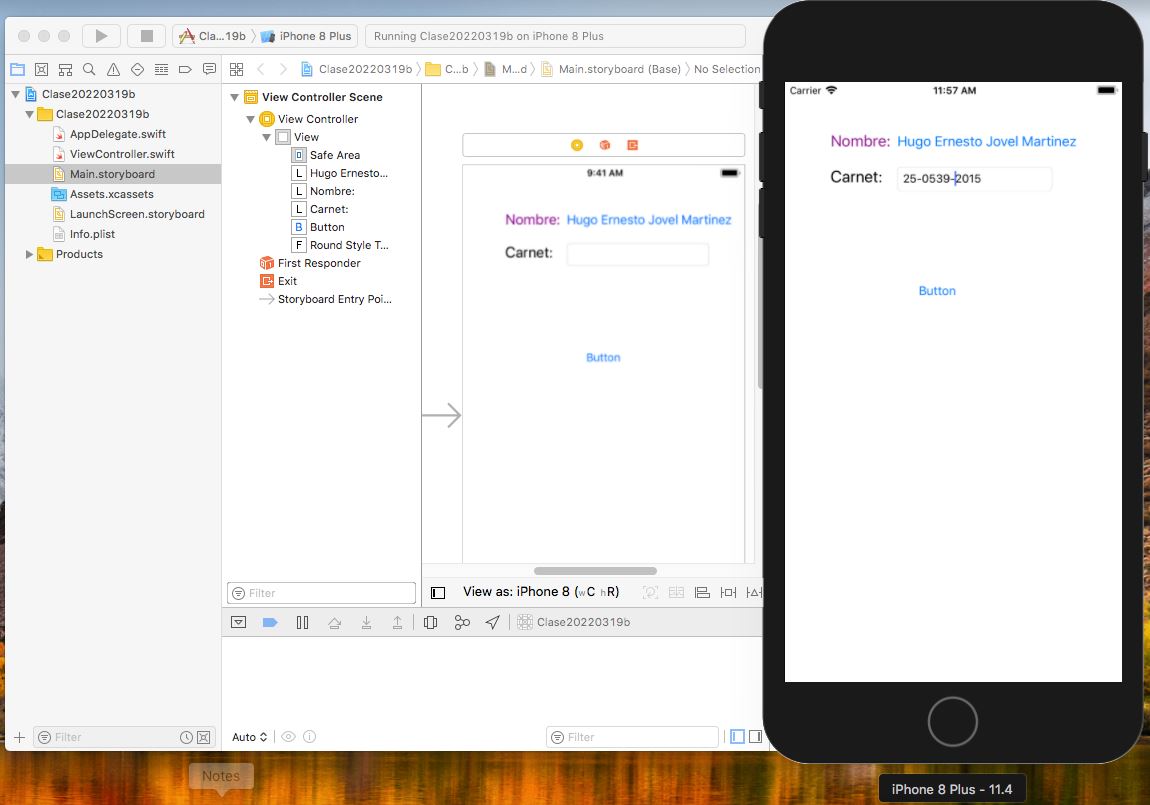 Cla...19b
iPhone 8 Plus
Running Clase20220319b on iPhone 8 Plus
Clase20220319b
C...b
M...d
Main.storyboard (Base)
No Selection
Clase20220319b
Clase20220319b
AppDelegate.swift
ViewController.swift
Main.storyboard
Assets.xcassets
LaunchScreen.storyboard
Info.plist
Products
View Controller Scene
View Controller
View
Safe Area
L Hugo Ernesto...
L Nombre:
L Carnet:
B Button
F Round Style T...
First Responder
Exit
Storyboard Entry Poi...
9:41 AM
Nombre: Hugo Ernesto Jovel Martinez
Carnet:
Button
Filter
View as: iPhone 8 (wC hR)
Clase20220319b
Filter
Auto
Filter
Notes
Carrier
11:57 AM
Nombre: Hugo Ernesto Jovel Martinez
Carnet: 25-0539-2015
Button
iPhone 8 Plus - 11.4